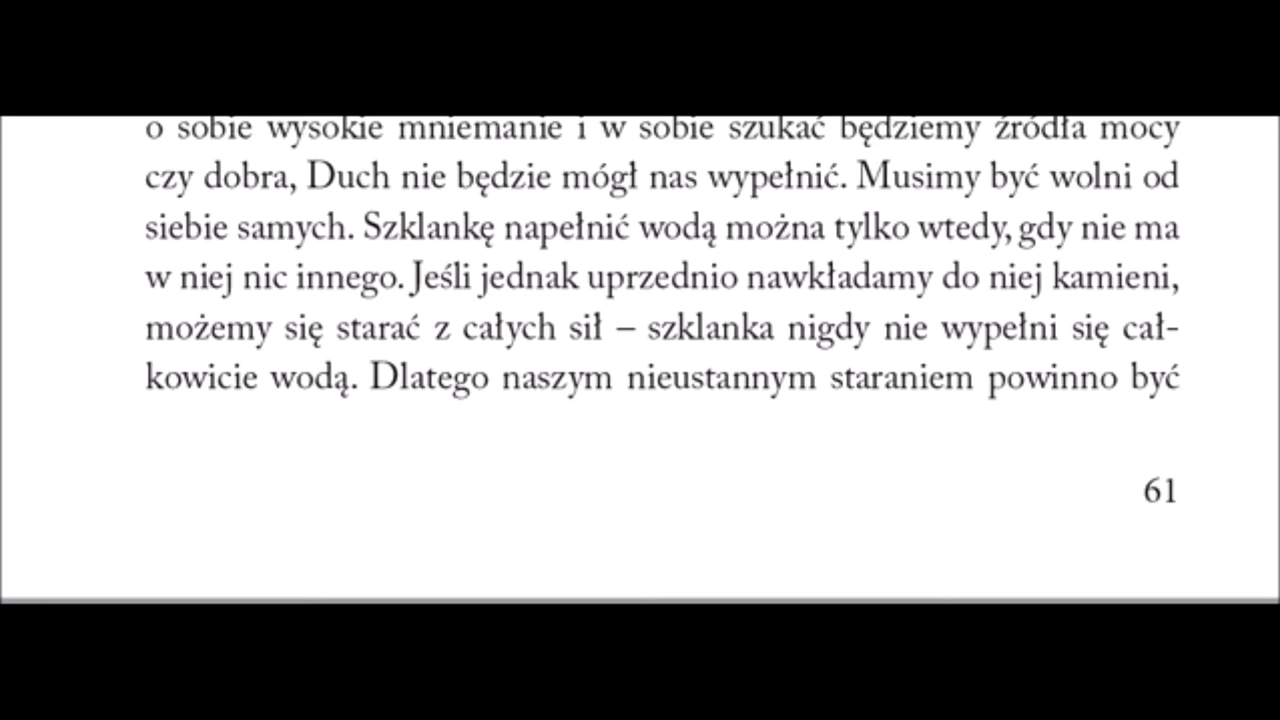 o sobie wysokie mniemanie i w sobie szukać będziemy źródła mocy
czy dobra, Duch nie będzie mógł nas wypełnić. Musimy być wolni od
siebie samych. Szklankę napełnić wodą można tylko wtedy, gdy nie ma
w niej nic innego. Jeśli jednak uprzednio nawkładamy do niej kamieni,
możemy się starać z całych sił – szklanka nigdy nie wypełni się cał-
kowicie wodą. Dlatego naszym nieustannym staraniem powinno być
61